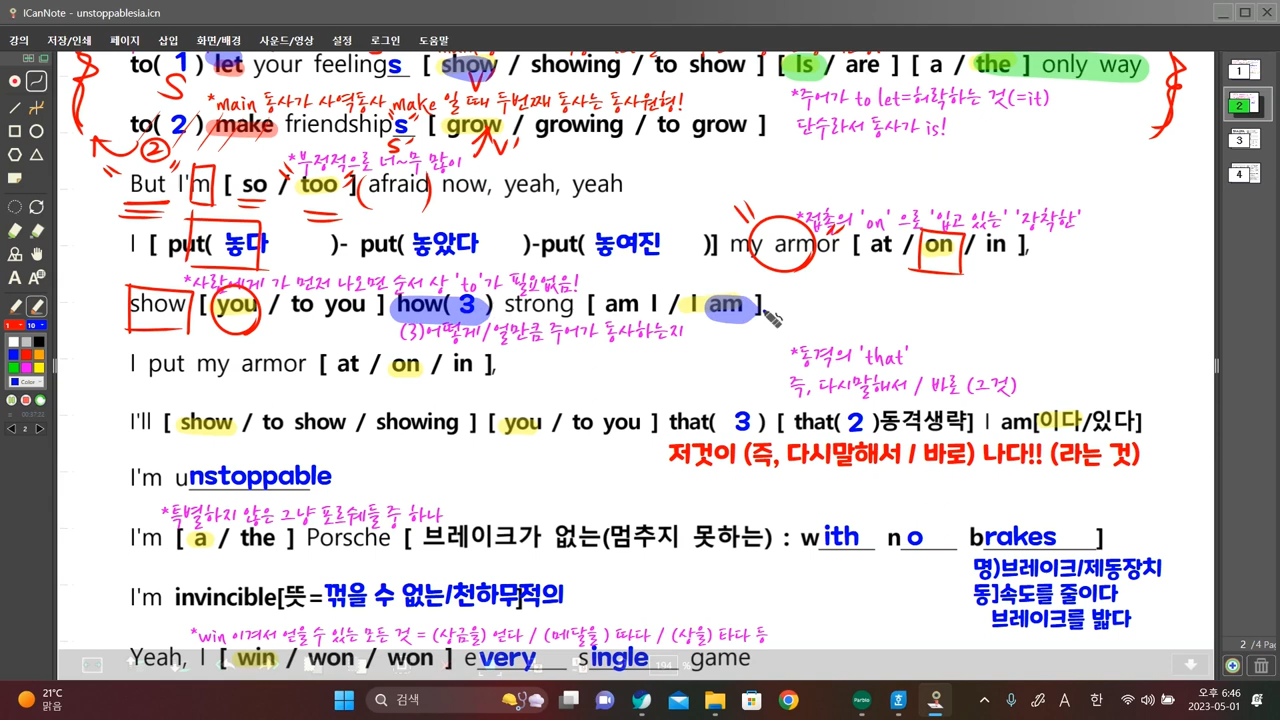 ICanNote - unstoppablesia.icn
강의 저장/인쇄 페이지 삽입 화면/배경 사운드/영상 설정 로그인 도움말
to( 1 ) let your feelings [ show / showing / to show ] [ Is / are ] [ a / the ] only way
S V
*main 동사가 사역동사 make 일 때 두번째 동사는 동사원형!
*주어가 to let=허락하는 것(=it)
단수라서 동사가 is!
to( 2 ) make friendships [ grow / growing / to grow ]
② S V
*부정적으로 너~무 많이
But I'm [ so / too ] (afraid) now, yeah, yeah
*접촉의 'on' 으로 '입고 있는' '장착한'
I [ put( 놓다 )- put( 놓았다 )-put( 놓여진 )] my armor [ at / on / in ],
*사람에게 가 먼저 나오면 순서 상 'to'가 필요없음!
show [ you / to you ] how( 3 ) strong [ am I / I am ]
(3)어떻게/얼만큼 주어가 동사하는지
I put my armor [ at / on / in ],
*동격의 'that'
즉, 다시말해서 / 바로 (그것)
I'll [ show / to show / showing ] [ you / to you ] that( 3 ) [ that( 2 )동격생략] I am[이다/있다]
저것이 (즉, 다시말해서 / 바로) 나다!! (라는 것)
I'm unstoppable
*특별하지 않은 그냥 포르쉐들 중 하나
I'm [ a / the ] Porsche [ 브레이크가 없는(멈추지 못하는) : with no brakes ]
명)브레이크/제동장치
동]속도를 줄이다
브레이크를 밟다
I'm invincible[뜻=꺾을 수 없는/천하무적의]
*win 이겨서 얻을 수 있는 모든 것 = (상금을) 얻다 / (메달을) 따다 / (상을) 타다 등
Yeah, I [ win / won / won ] every single game
1
2
3
4
1 10
Color
00:37:22
2
194 %
2 /4 Page
21°C
맑음
검색
Parblo
A 한
오후 6:46
2023-05-01